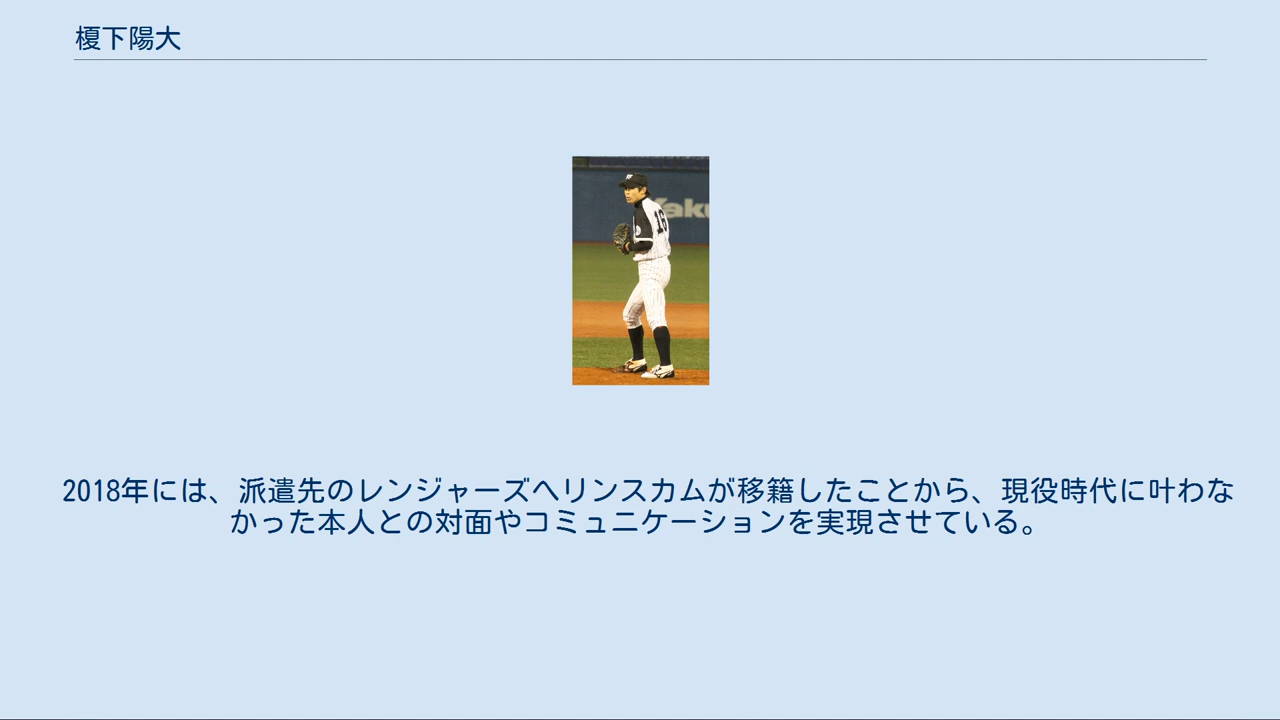 榎下陽大
Yaku
16
2018年には、派遣先のレンジャーズへリンスカムが移籍したことから、現役時代に叶わな
かった本人との対面やコミュニケーションを実現させている。